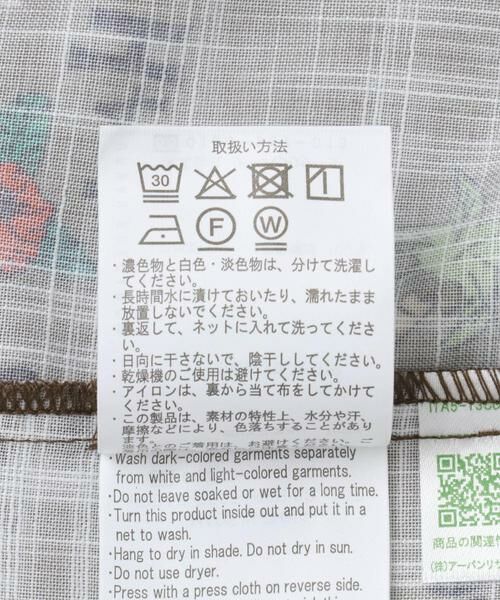 取扱い方法
30
F W
・濃色物と白色・淡色物は、分けて洗濯し
てください。
・長時間水に漬けておいたり、濡れたまま
放置しないでください。
・裏返して、ネットに入れて洗ってくださ
い。
・日向に干さないで、陰干ししてください。
・乾燥機のご使用は避けてください。
・アイロンは、裏から当て布をしてかけて
ください。
・この製品は、素材の特性上、水分や汗、
摩擦などにより、色落ちすることがあり
ます。
・Wash dark-colored garments separately
from white and light-colored garments.
・Do not leave soaked or wet for a long time.
・Turn this product inside out and put it in a
net to wash.
・Hang to dry in shade. Do not dry in sun.
・Do not use dryer.
・Press with a press cloth on reverse side.
商品の関連情
(株)アーバンリサ